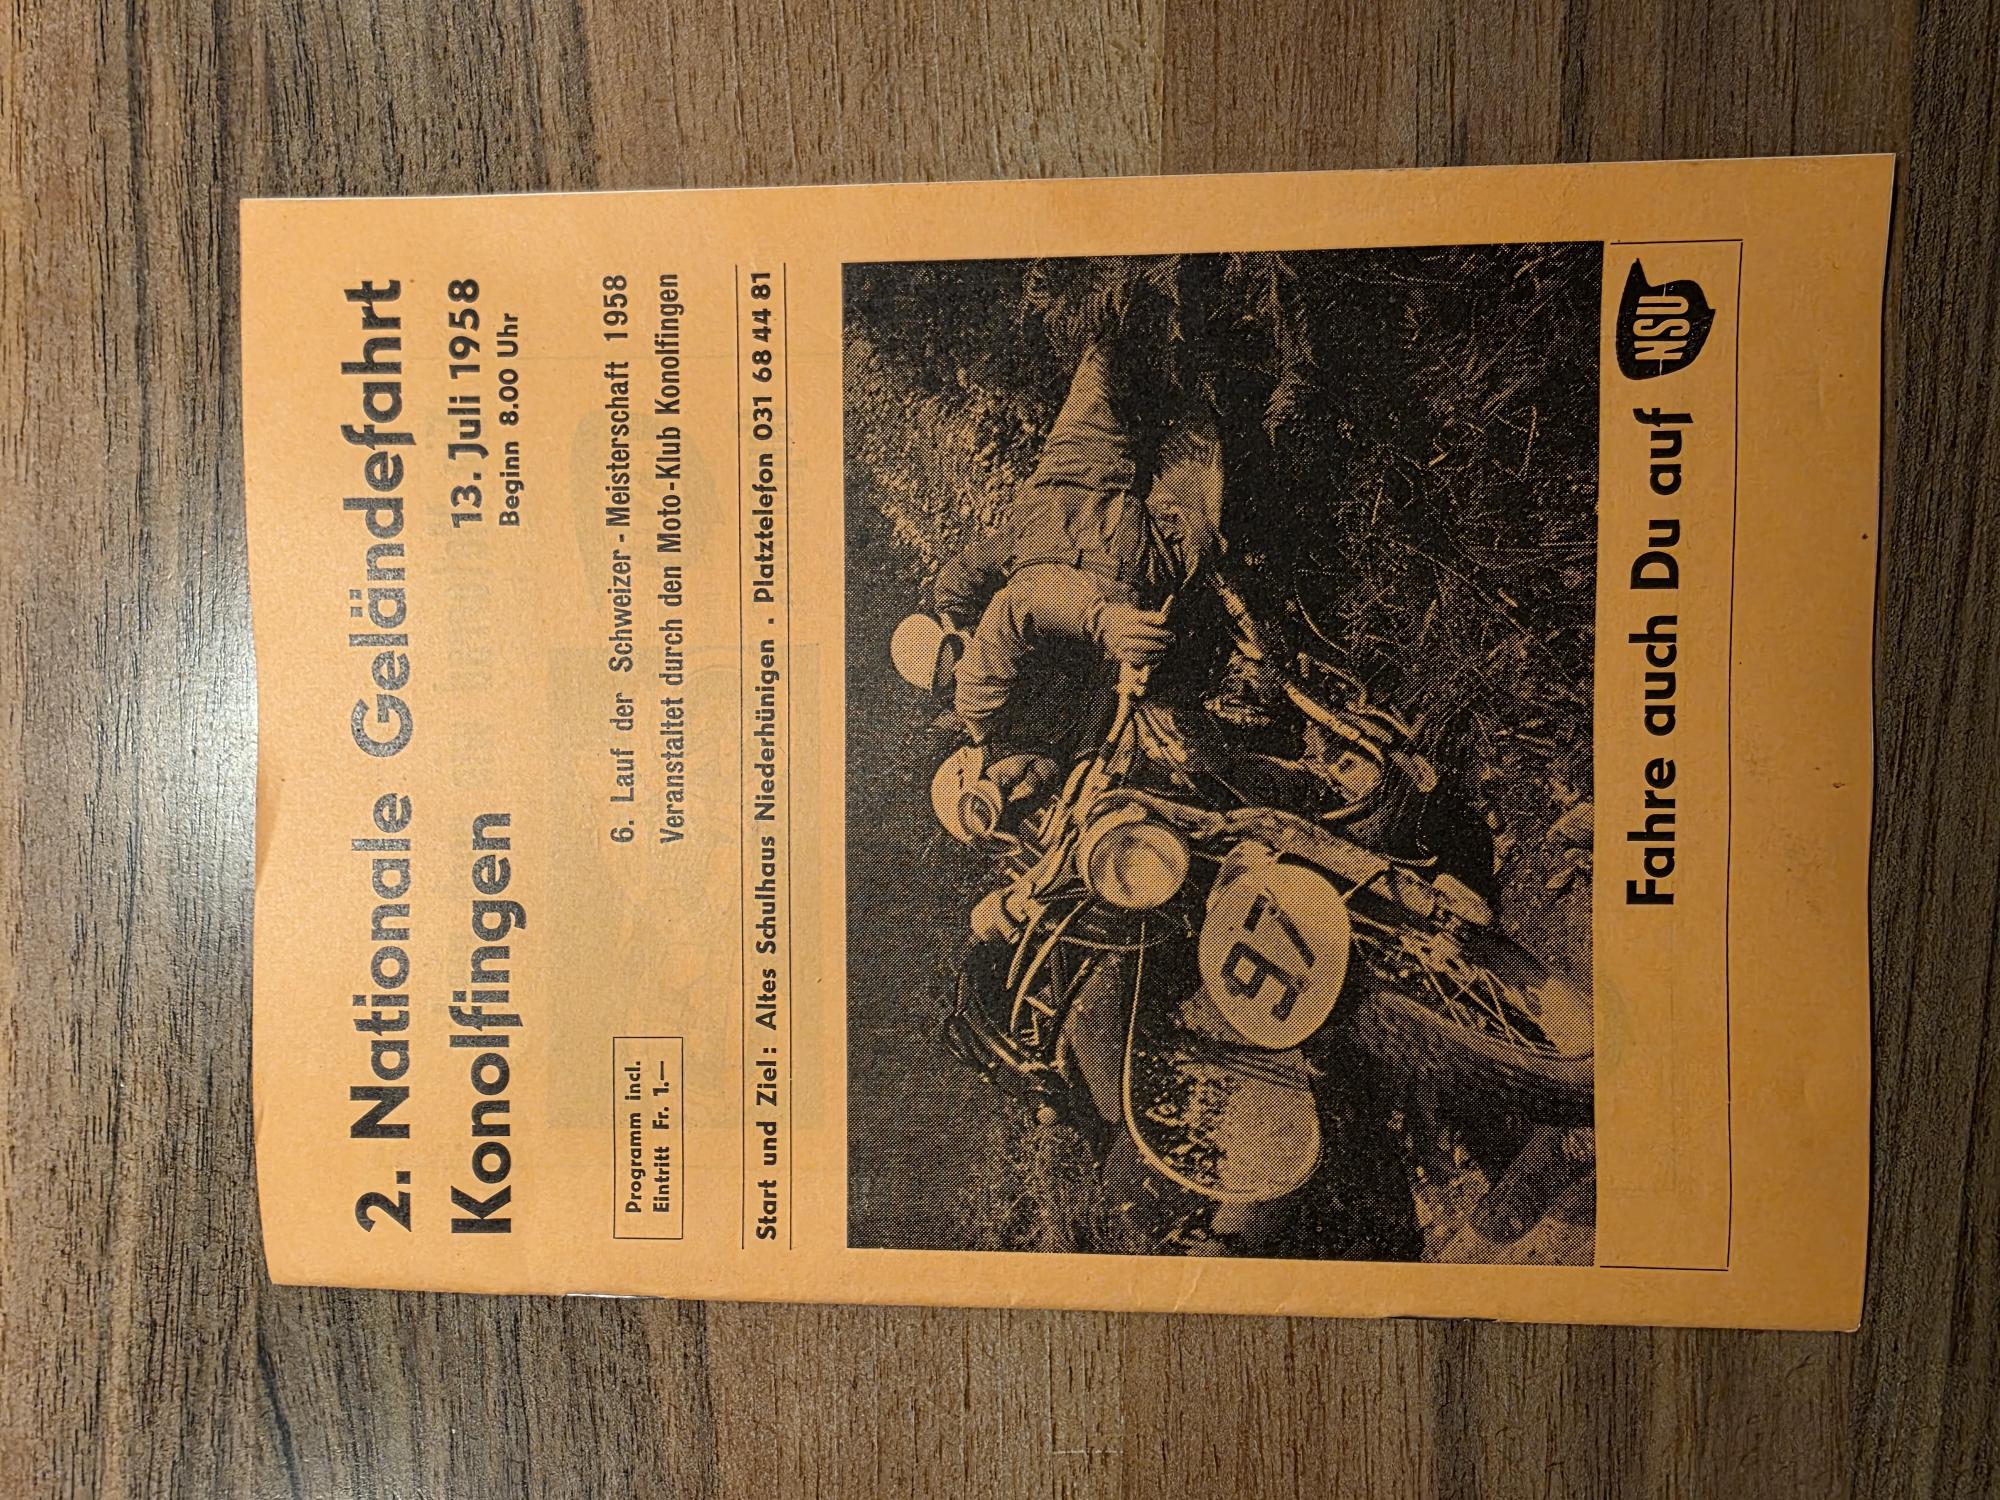 2. Nationale Geländefahrt
Konolfingen
13. Juli 1958
Beginn 8.00 Uhr
Programm incl.
Eintritt Fr. 1.—
6. Lauf der Schweizer-Meisterschaft 1958
Veranstaltet durch den Moto-Klub Konolfingen
Start und Ziel: Altes Schulhaus Niederhünigen . Platztelefon 031 68 44 81
97
Fahre auch Du auf NSU